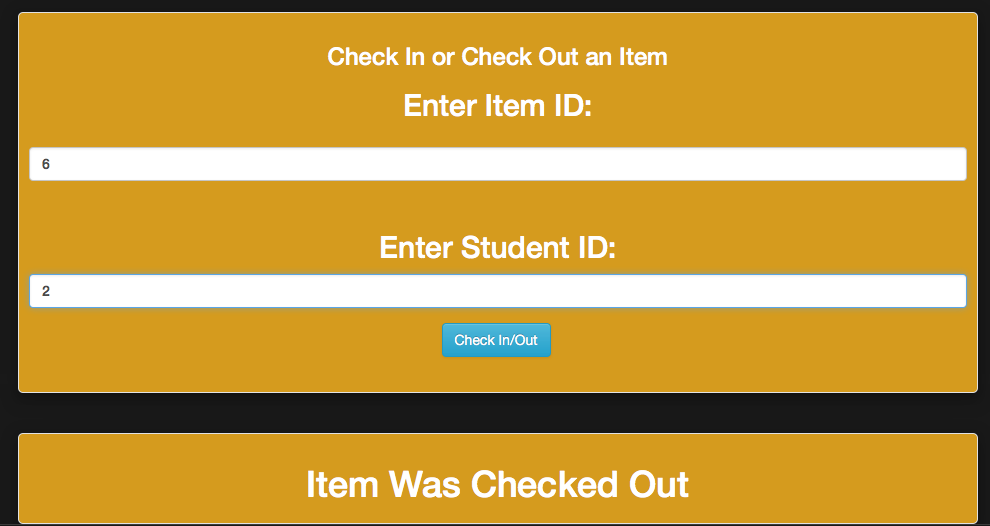 Check In or Check Out an Item
Enter Item ID:
6
Enter Student ID:
2
Check In/Out
Item Was Checked Out